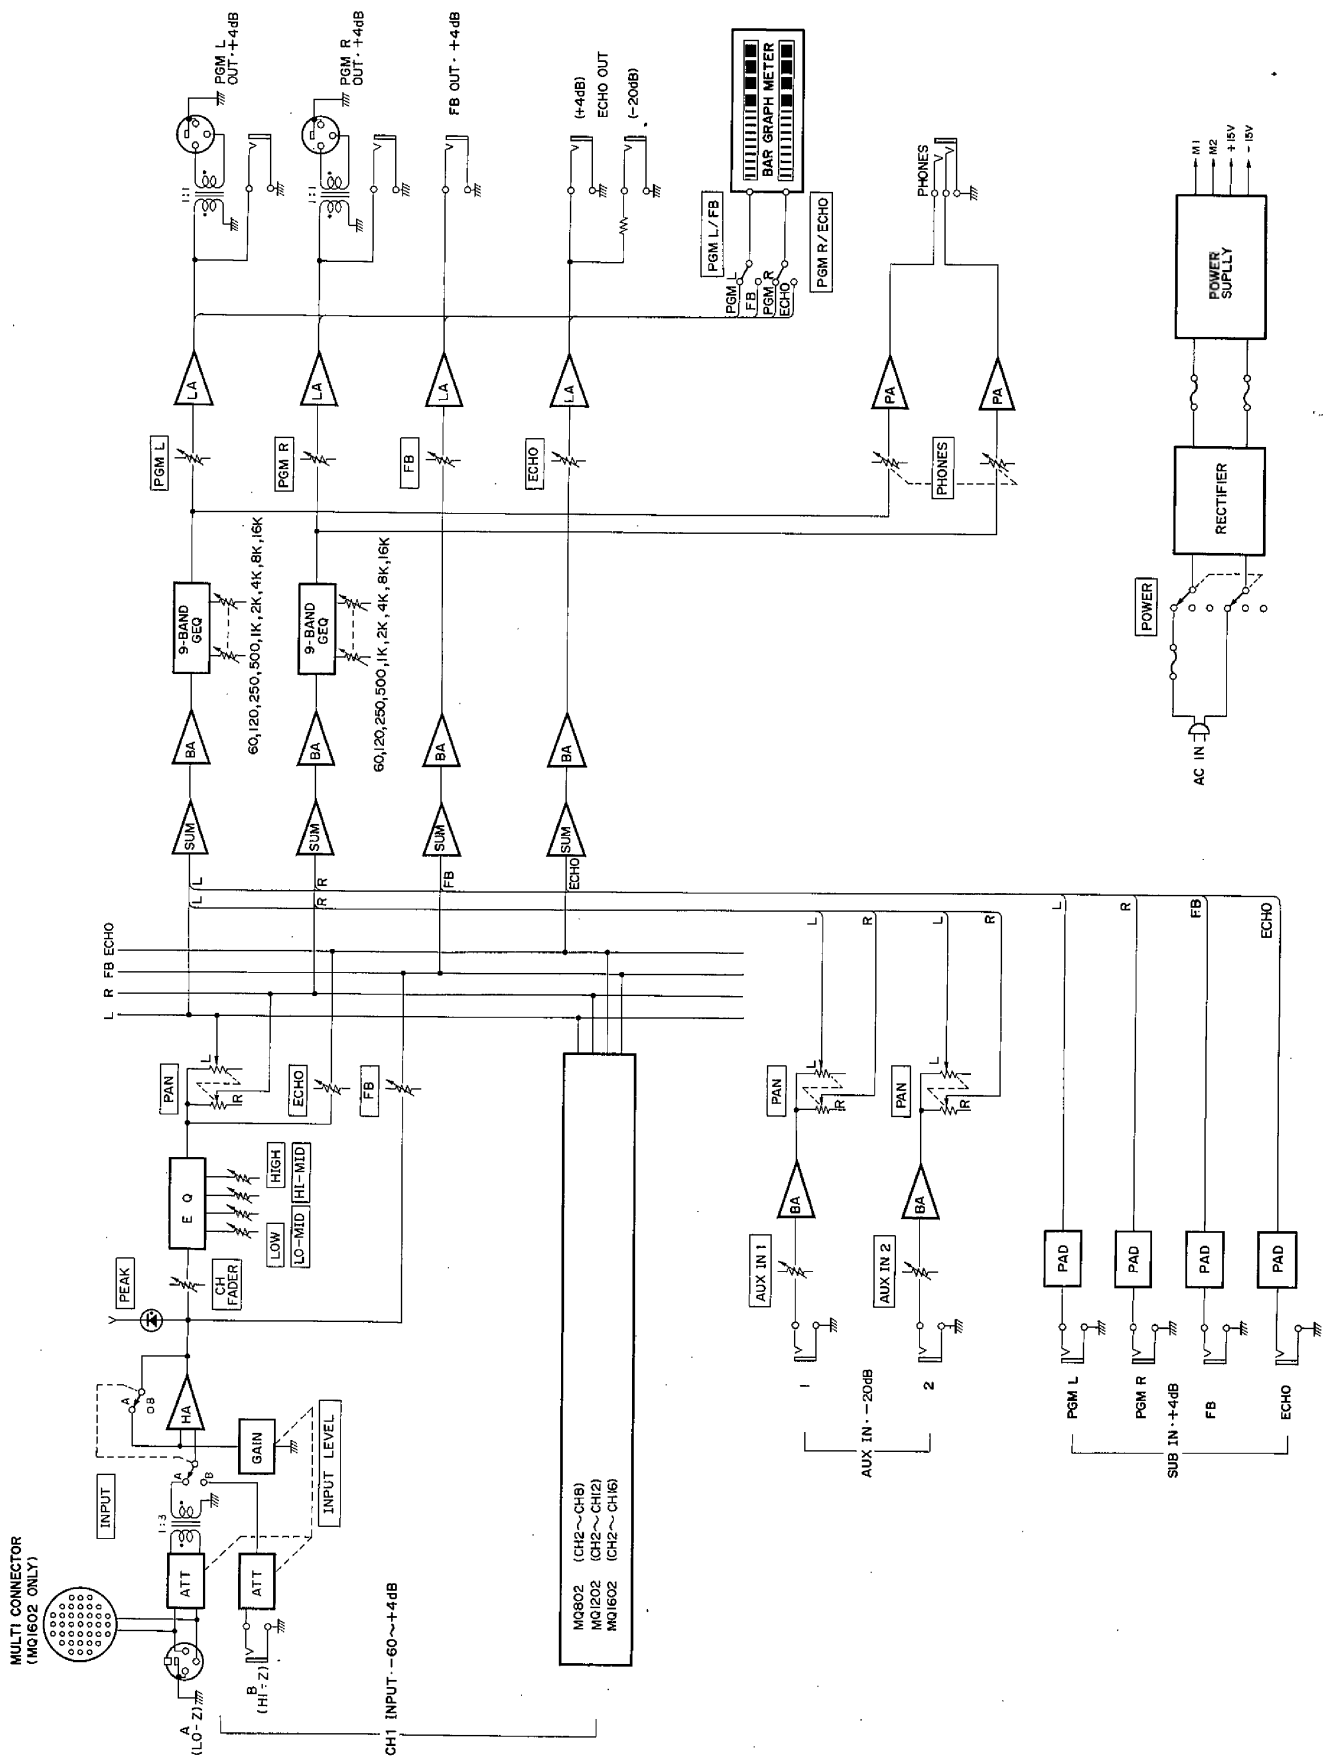 MULTI CONNECTOR
(MQ1602 ONLY)
A
(LO-Z)
B
(HI-Z)
CH1 INPUT·-60~+4dB
ATT
ATT
1:3
INPUT
A
B
INPUT LEVEL
GAIN
HA
A
B
PEAK
CH
FADER
E Q
LOW
LO-MID
HIGH
HI-MID
PAN
L
R
ECHO
FB
L
R
FB
ECHO
MQ802 (CH2~CH8)
MQ1202 (CH2~CH12)
MQ1602 (CH2~CH16)
L
L
R
R
FB
ECHO
SUM
BA
9-BAND
GEQ
60,120,250,500,1K,2K,4K,8K,16K
PGM L
LA
1:1
PGM L
OUT·+4dB
SUM
BA
9-BAND
GEQ
60,120,250,500,1K,2K,4K,8K,16K
PGM R
LA
1:1
PGM R
OUT·+4dB
SUM
BA
FB
LA
FB OUT·+4dB
SUM
BA
ECHO
LA
(+4dB)
ECHO OUT
(-20dB)
PGM L/FB
PGM L
FB
PGM R
ECHO
PGM R/ECHO
BAR GRAPH METER
PHONES
PA
PA
PHONES
AUX IN·-20dB
1
2
AUX IN 1
BA
PAN
L
R
L
R
AUX IN 2
BA
PAN
L
R
L
R
SUB IN·+4dB
PGM L
PAD
L
PGM R
PAD
R
FB
PAD
FB
ECHO
PAD
ECHO
AC IN
POWER
RECTIFIER
POWER
SUPLLY
M1
M2
+15V
-15V